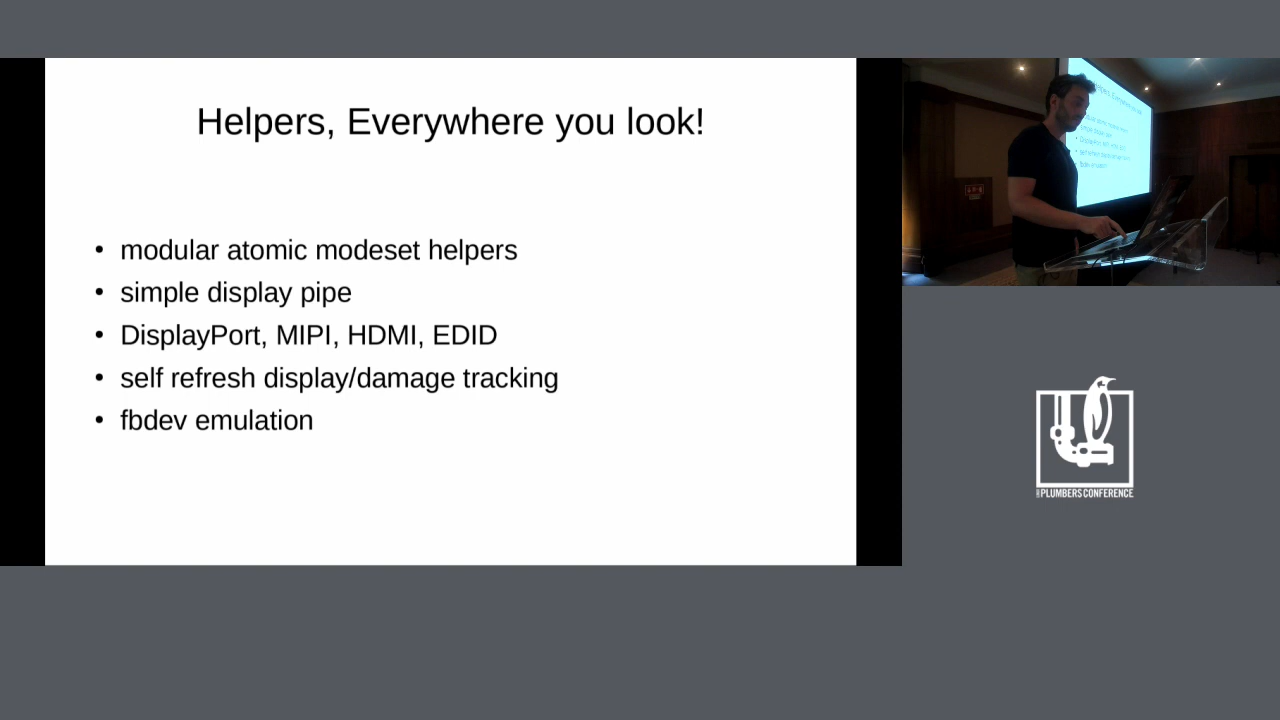 Helpers, Everywhere you look!
• modular atomic modeset helpers
• simple display pipe
• DisplayPort, MIPI, HDMI, EDID
• self refresh display/damage tracking
• fbdev emulation
PLUMBERS CONFERENCE